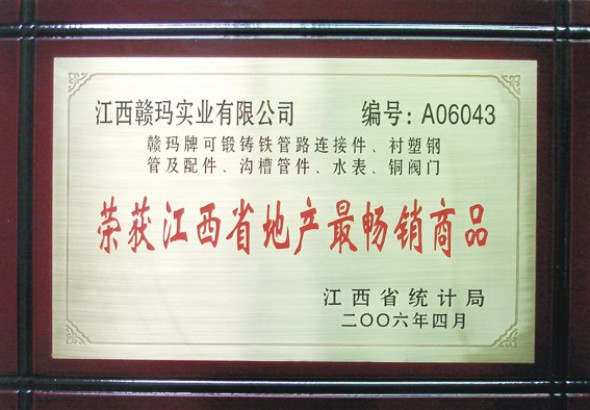 江西赣玛实业有限公司 编号：A06043
赣玛牌可锻铸铁管路连接件、衬塑钢
管及配件、沟槽管件、水表、铜阀门
荣获江西省地产最畅销商品
江西省统计局
二〇〇六年四月